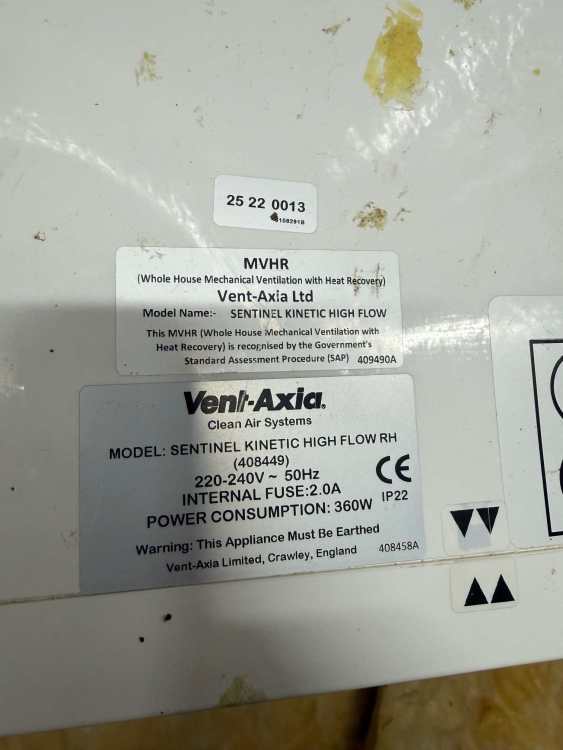 25 22 0013
MVHR
(Whole House Mechanical Ventilation with Heat Recovery)
Vent-Axia Ltd
Model Name:- SENTINEL KINETIC HIGH FLOW
This MVHR (Whole House Mechanical Ventilation with
Heat Recovery) is recognised by the Government's
Standard Assessment Procedure (SAP) 409490A
Vent-Axia®
Clean Air Systems
MODEL: SENTINEL KINETIC HIGH FLOW RH
(408449)
220-240V ~ 50Hz
INTERNAL FUSE:2.0A
POWER CONSUMPTION: 360W
CE
IP22
Warning: This Appliance Must Be Earthed
Vent-Axia Limited, Crawley, England 408458A